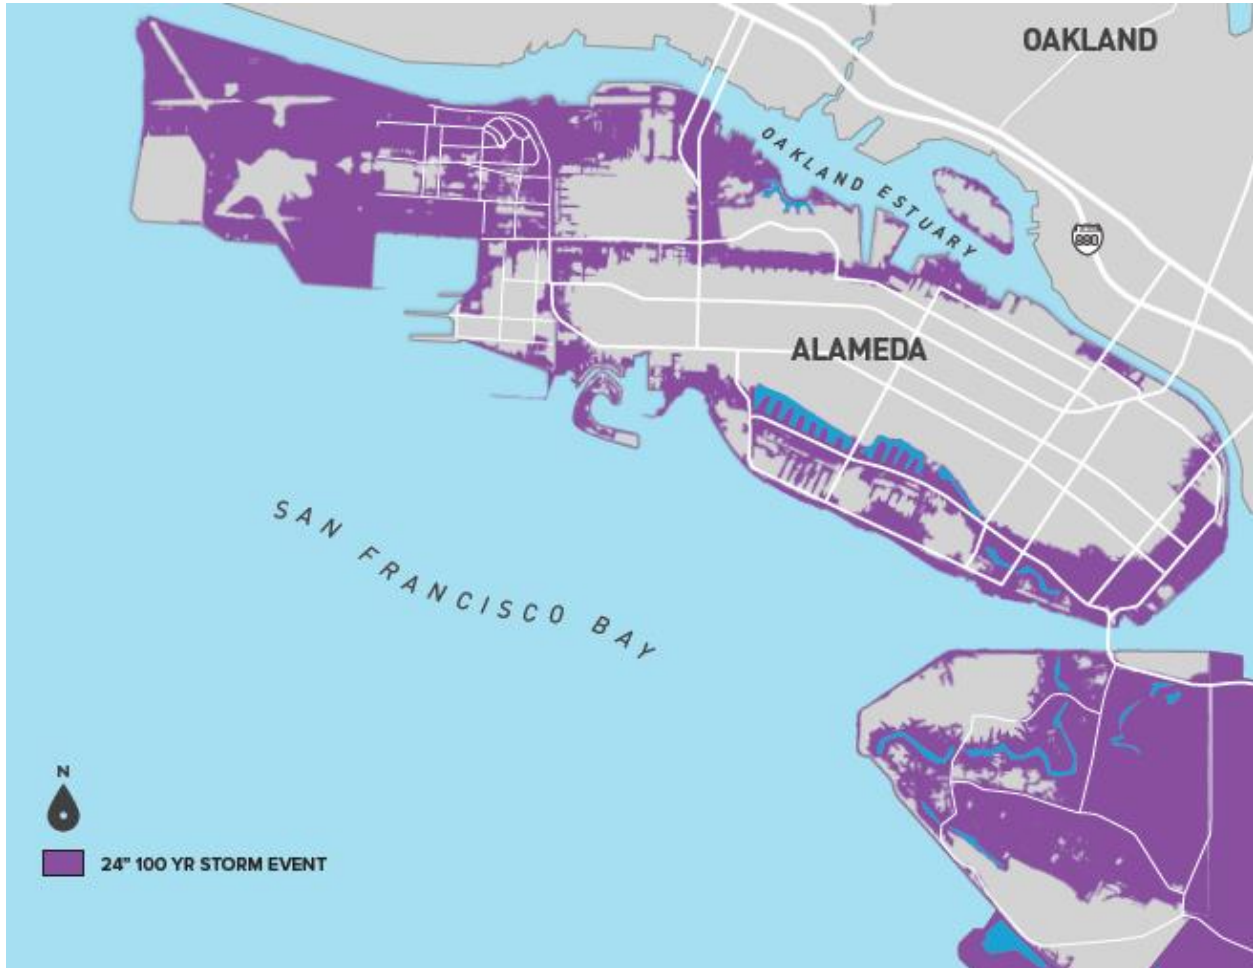 OAKLAND
OAKLAND ESTUARY
880
ALAMEDA
SAN FRANCISCO BAY
N
24" 100 YR STORM EVENT